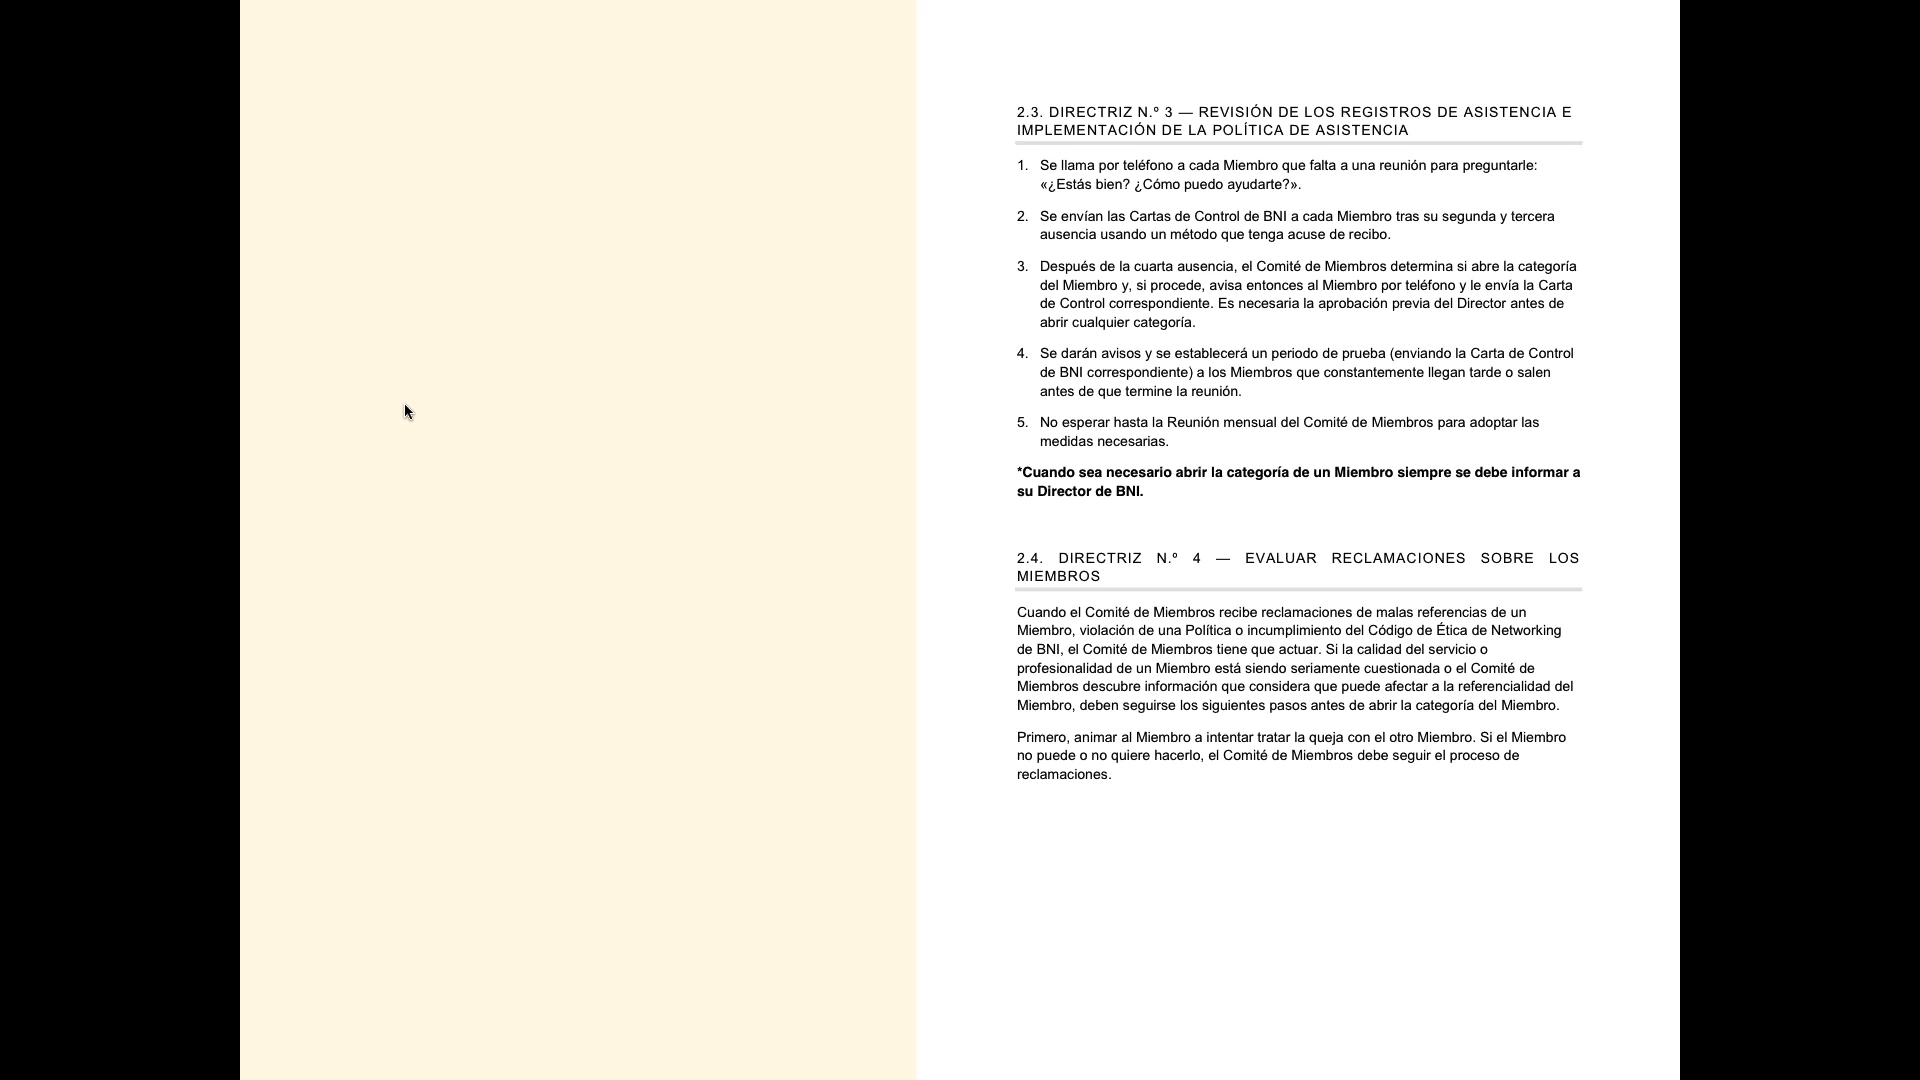 2.3. DIRECTRIZ N.º 3 — REVISIÓN DE LOS REGISTROS DE ASISTENCIA E
IMPLEMENTACIÓN DE LA POLÍTICA DE ASISTENCIA
1. Se llama por teléfono a cada Miembro que falta a una reunión para preguntarle:
«¿Estás bien? ¿Cómo puedo ayudarte?».
2. Se envían las Cartas de Control de BNI a cada Miembro tras su segunda y tercera
ausencia usando un método que tenga acuse de recibo.
3. Después de la cuarta ausencia, el Comité de Miembros determina si abre la categoría
del Miembro y, si procede, avisa entonces al Miembro por teléfono y le envía la Carta
de Control correspondiente. Es necesaria la aprobación previa del Director antes de
abrir cualquier categoría.
4. Se darán avisos y se establecerá un periodo de prueba (enviando la Carta de Control
de BNI correspondiente) a los Miembros que constantemente llegan tarde o salen
antes de que termine la reunión.
5. No esperar hasta la Reunión mensual del Comité de Miembros para adoptar las
medidas necesarias.
*Cuando sea necesario abrir la categoría de un Miembro siempre se debe informar a
su Director de BNI.
2.4. DIRECTRIZ N.º 4 — EVALUAR RECLAMACIONES SOBRE LOS
MIEMBROS
Cuando el Comité de Miembros recibe reclamaciones de malas referencias de un
Miembro, violación de una Política o incumplimiento del Código de Ética de Networking
de BNI, el Comité de Miembros tiene que actuar. Si la calidad del servicio o
profesionalidad de un Miembro está siendo seriamente cuestionada o el Comité de
Miembros descubre información que considera que puede afectar a la referencialidad del
Miembro, deben seguirse los siguientes pasos antes de abrir la categoría del Miembro.
Primero, animar al Miembro a intentar tratar la queja con el otro Miembro. Si el Miembro
no puede o no quiere hacerlo, el Comité de Miembros debe seguir el proceso de
reclamaciones.